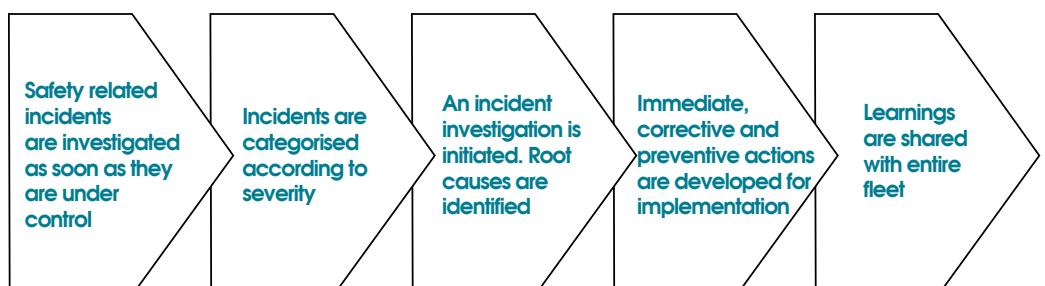 Safety related
incidents
are investigated
as soon as they
are under
control
Incidents are
categorised
according to
severity
An incident
investigation is
initiated. Root
causes are
identified
Immediate,
corrective and
preventive actions
are developed for
implementation
Learnings
are shared
with entire
fleet